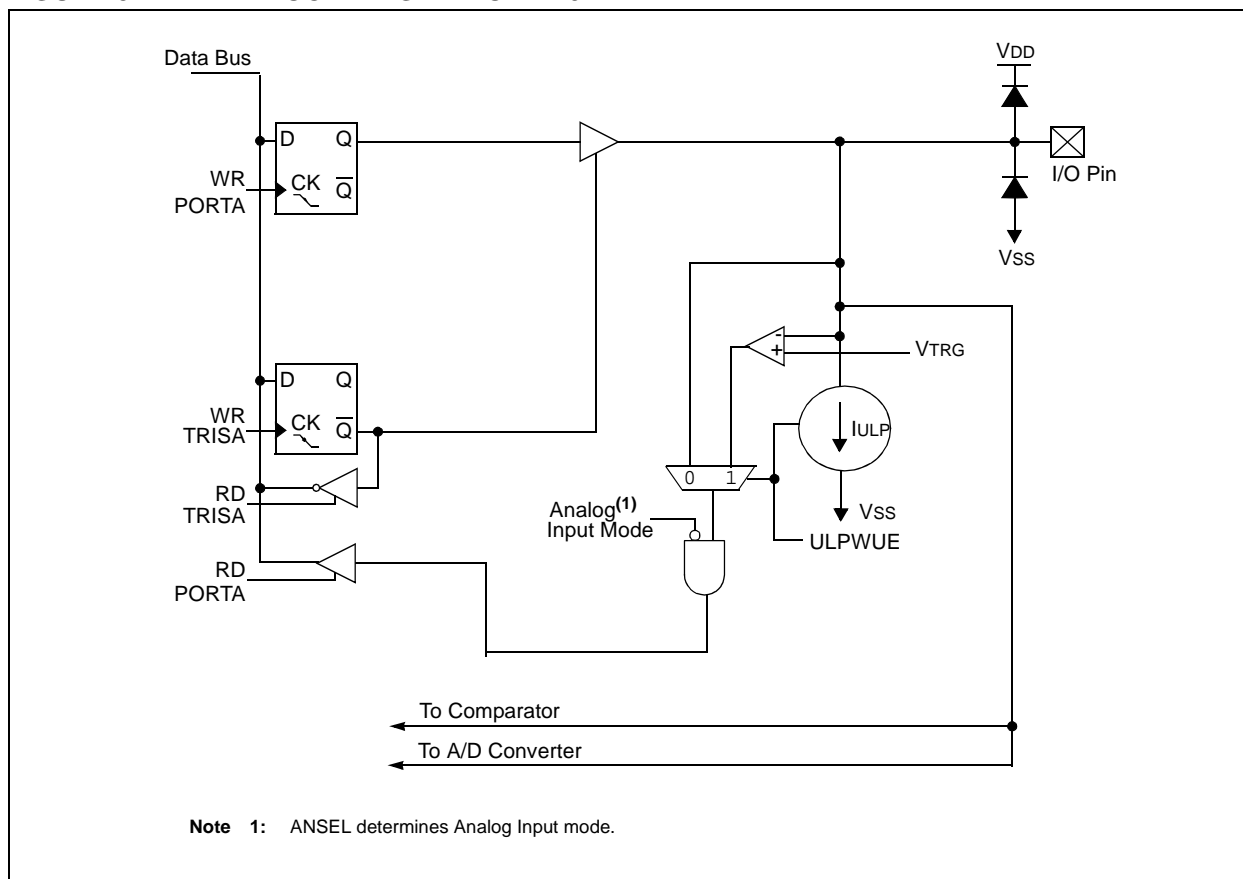 Data Bus
VDD
D Q
WR
PORTA
CK Q
I/O Pin
VSS
-
+
VTRG
D Q
WR
TRISA
CK Q
IULP
RD
TRISA
0 1
Analog(1)
Input Mode
VSS
ULPWUE
RD
PORTA
To Comparator
To A/D Converter
Note 1: ANSEL determines Analog Input mode.